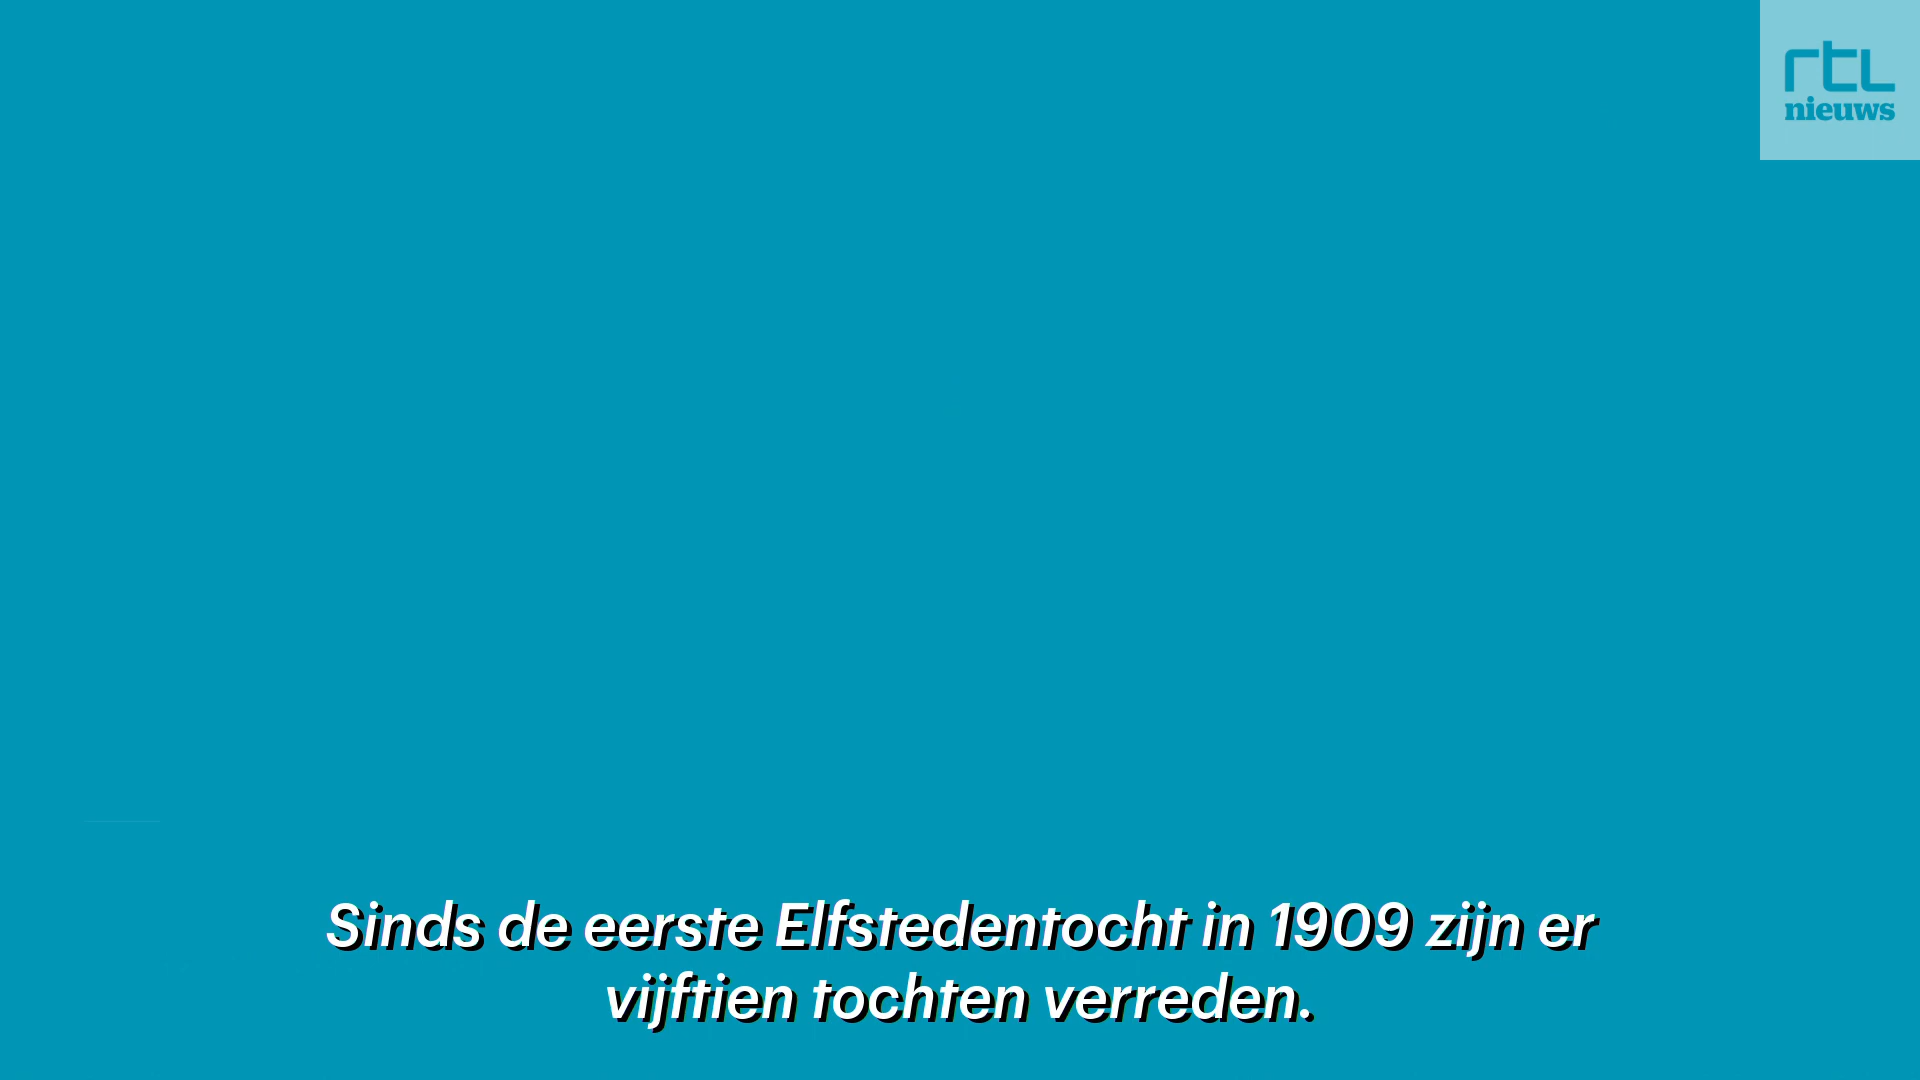 rtl
nieuws
Sinds de eerste Elfstedentocht in 1909 zijn er
vijftien tochten verreden.